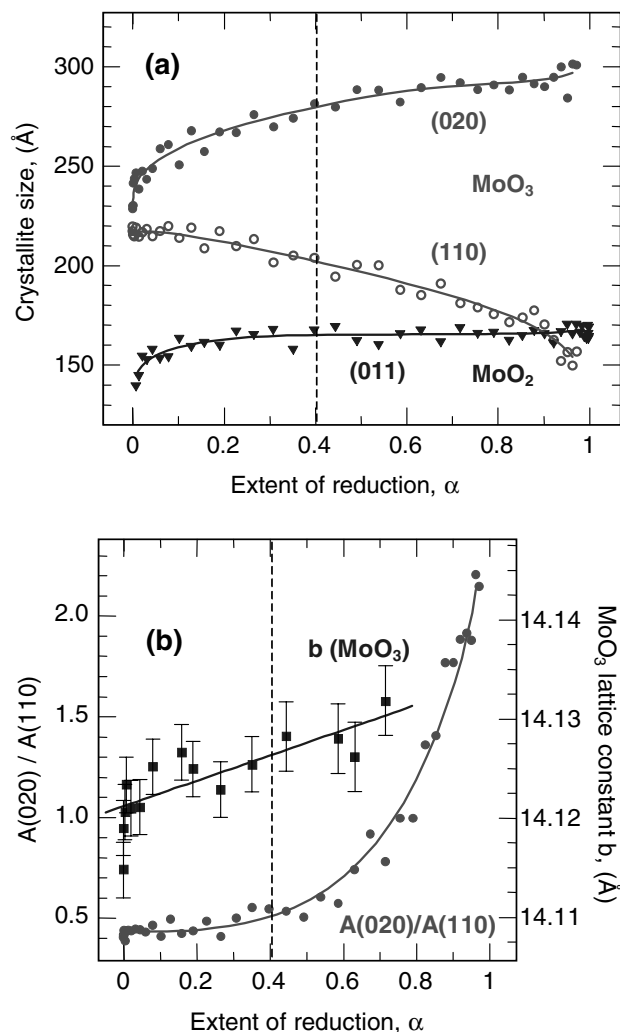 (a)
300
250
200
150
Crystallite size, (Å)
(020)
MoO₃
(110)
(011)
MoO₂
0 0.2 0.4 0.6 0.8 1
Extent of reduction, α
(b)
b (MoO₃)
2.0
1.5
1.0
0.5
A(020) / A(110)
14.14
14.130
14.120
14.110
MoO₃ lattice constant b, (Å)
A(020)/A(110)
0 0.2 0.4 0.6 0.8 1
Extent of reduction, α